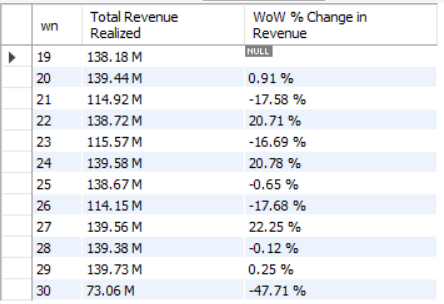 wn Total Revenue Realized WoW % Change in Revenue
19 138.18 M NULL
20 139.44 M 0.91 %
21 114.92 M -17.58 %
22 138.72 M 20.71 %
23 115.57 M -16.69 %
24 139.58 M 20.78 %
25 138.67 M -0.65 %
26 114.15 M -17.68 %
27 139.56 M 22.25 %
28 139.38 M -0.12 %
29 139.73 M 0.25 %
30 73.06 M -47.71 %